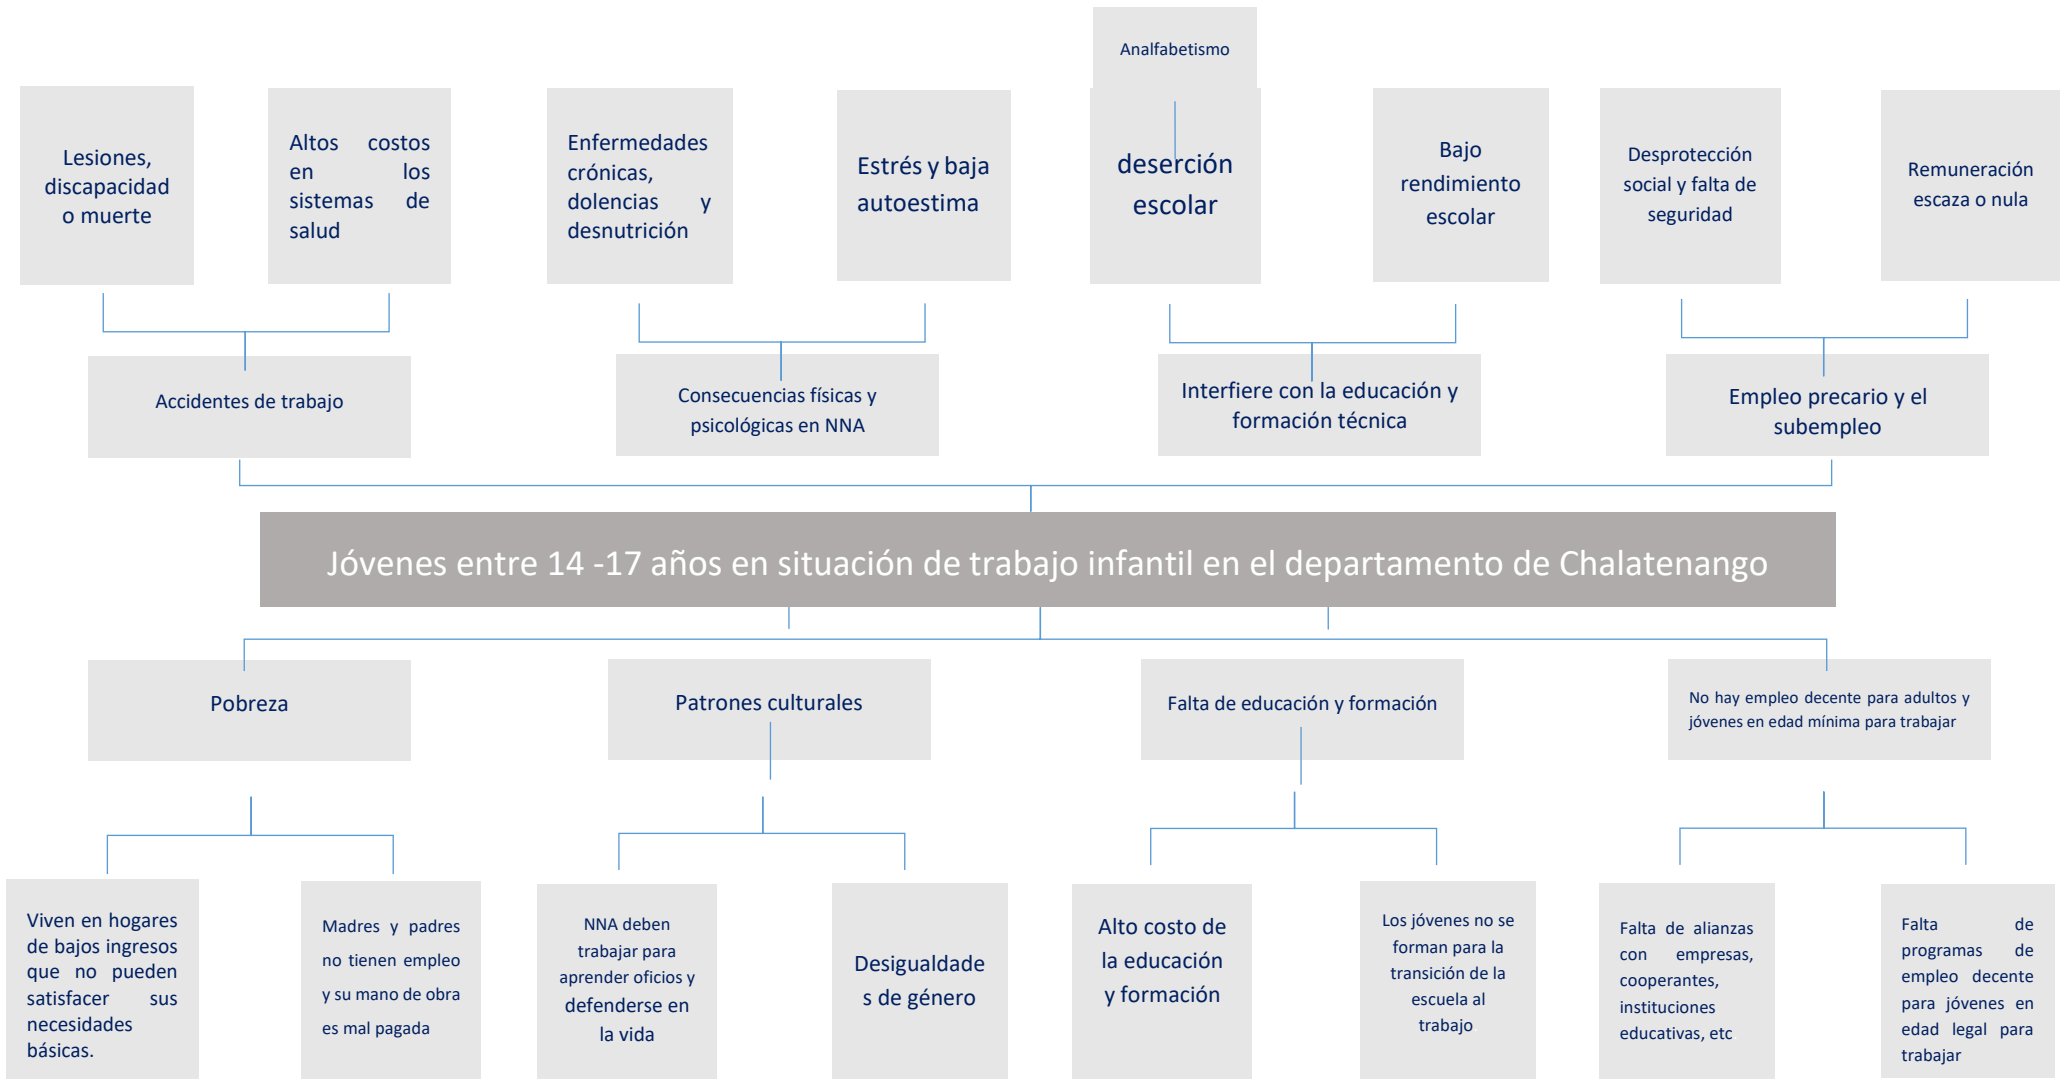 Analfabetismo
Lesiones,
discapacidad
o muerte
Altos costos
en los
sistemas de
salud
Enfermedades
crónicas,
dolencias y
desnutrición
Estrés y baja
autoestima
deserción
escolar
Bajo
rendimiento
escolar
Desprotección
social y falta de
seguridad
Remuneración
escaza o nula
Accidentes de trabajo
Consecuencias físicas y
psicológicas en NNA
Interfiere con la educación y
formación técnica
Empleo precario y el
subempleo
Jóvenes entre 14 -17 años en situación de trabajo infantil en el departamento de Chalatenango
Pobreza
Patrones culturales
Falta de educación y formación
No hay empleo decente para adultos y
jóvenes en edad mínima para trabajar
Viven en hogares
de bajos ingresos
que no pueden
satisfacer sus
necesidades
básicas.
Madres y padres
no tienen empleo
y su mano de obra
es mal pagada
NNA deben
trabajar para
aprender oficios y
defenderse en
la vida
Desigualdade
s de género
Alto costo de
la educación
y formación
Los jóvenes no se
forman para la
transición de la
escuela al
trabajo
Falta de alianzas
con empresas,
cooperantes,
instituciones
educativas, etc
Falta de
programas de
empleo decente
para jóvenes en
edad legal para
trabajar